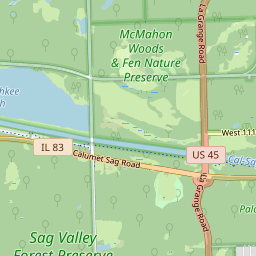 McMahon
Woods
& Fen Nature
Preserve
La Grange Road
West 111
IL 83
US 45
Calumet Sag Road
La Grange Road
Sag Valley
Forest Preserve